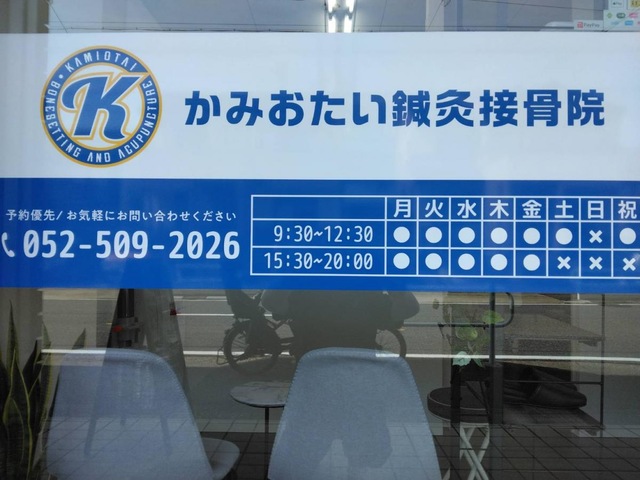 KAMIOTAI
BONESETTING AND ACUPUNCTURE
K
かみおたい鍼灸接骨院
予約優先/お気軽にお問い合わせください
052-509-2026
月 火 水 木 金 土 日 祝
9:30~12:30 ● ● ● ● ● ● × ●
15:30~20:00 ● ● ● ● ● × × ×
PayPay